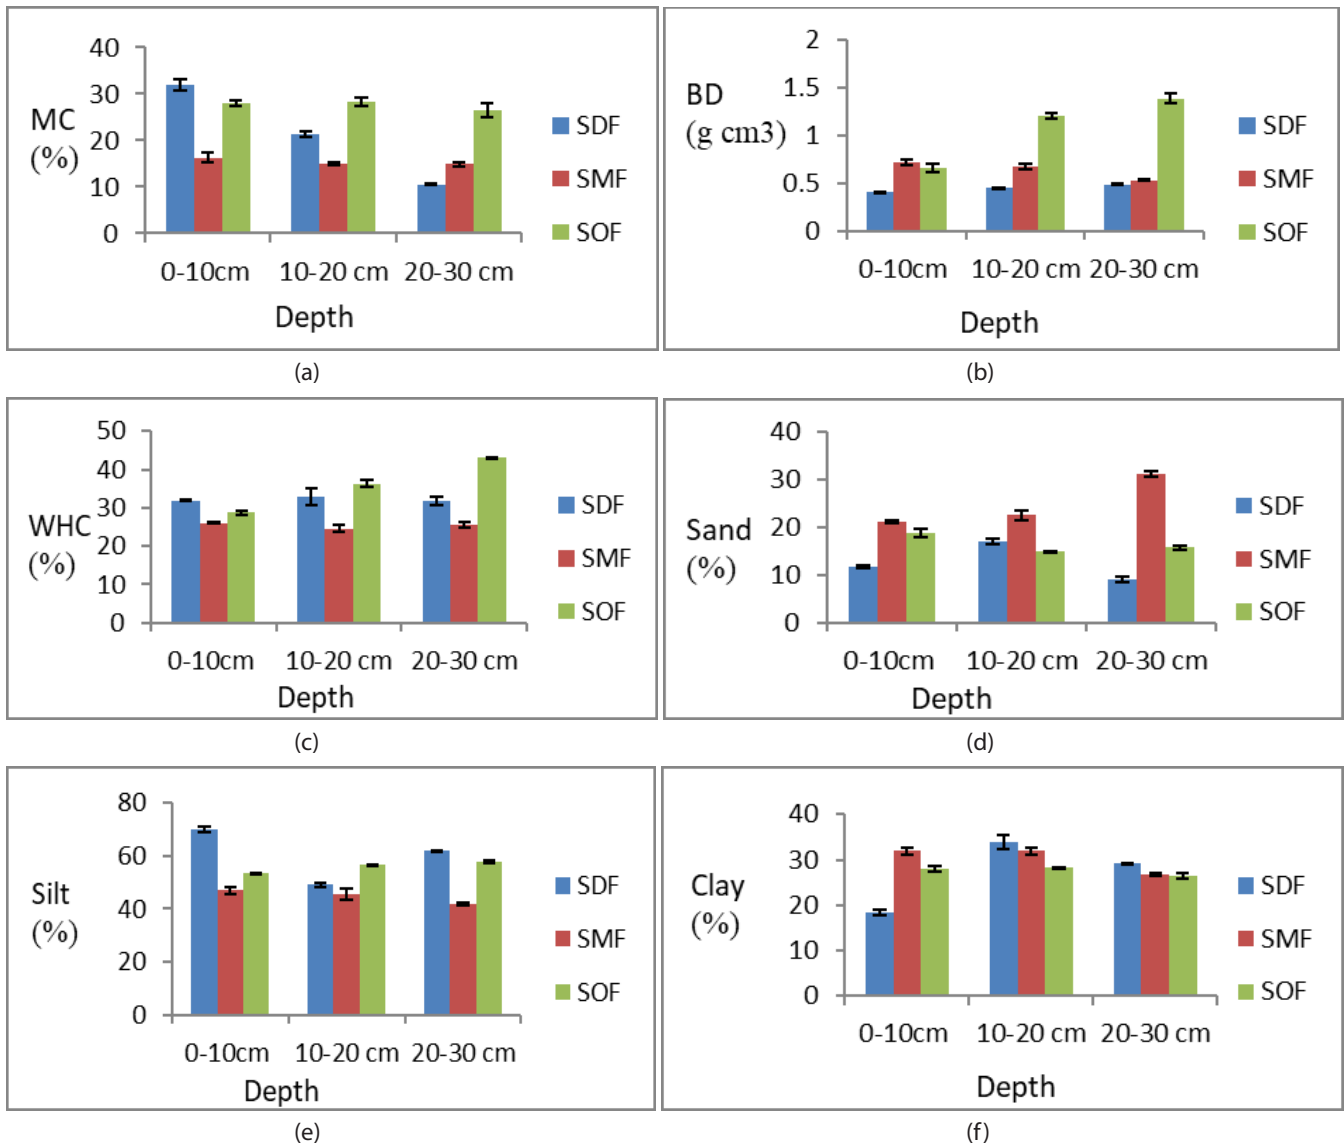 40
30
20
10
0
MC
(%)
0-10cm 10-20 cm 20-30 cm
Depth
SDF
SMF
SOF
(a)
2
1.5
1
0.5
0
BD
(g cm3)
0-10cm 10-20 cm 20-30 cm
Depth
SDF
SMF
SOF
(b)
50
40
30
20
10
0
WHC
(%)
0-10cm 10-20 cm 20-30 cm
Depth
SDF
SMF
SOF
(c)
40
30
20
10
0
Sand
(%)
0-10cm 10-20 cm 20-30 cm
Depth
SDF
SMF
SOF
(d)
80
60
40
20
0
Silt
(%)
0-10cm 10-20 cm 20-30 cm
Depth
SDF
SMF
SOF
(e)
40
30
20
10
0
Clay
(%)
0-10cm 10-20 cm 20-30 cm
Depth
SDF
SMF
SOF
(f)